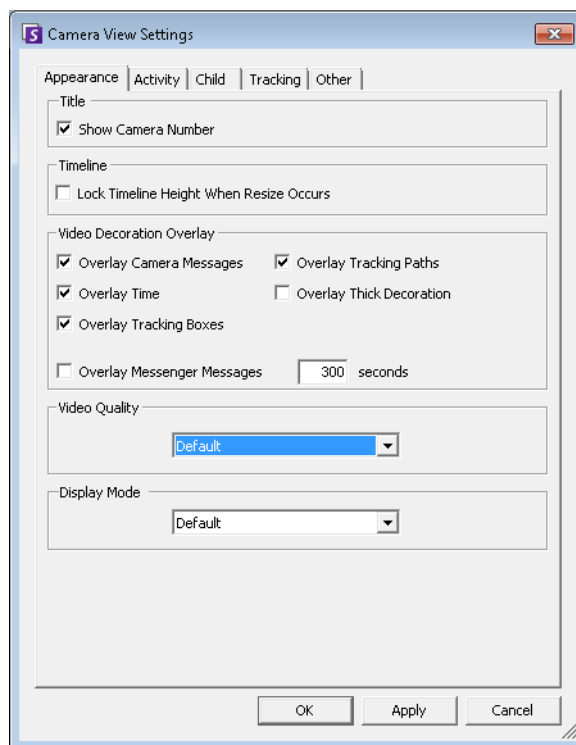 S Camera View Settings
Appearance Activity Child Tracking Other
Title
Show Camera Number
Timeline
Lock Timeline Height When Resize Occurs
Video Decoration Overlay
Overlay Camera Messages Overlay Tracking Paths
Overlay Time Overlay Thick Decoration
Overlay Tracking Boxes
Overlay Messenger Messages 300 seconds
Video Quality
Default
Display Mode
Default
OK Apply Cancel